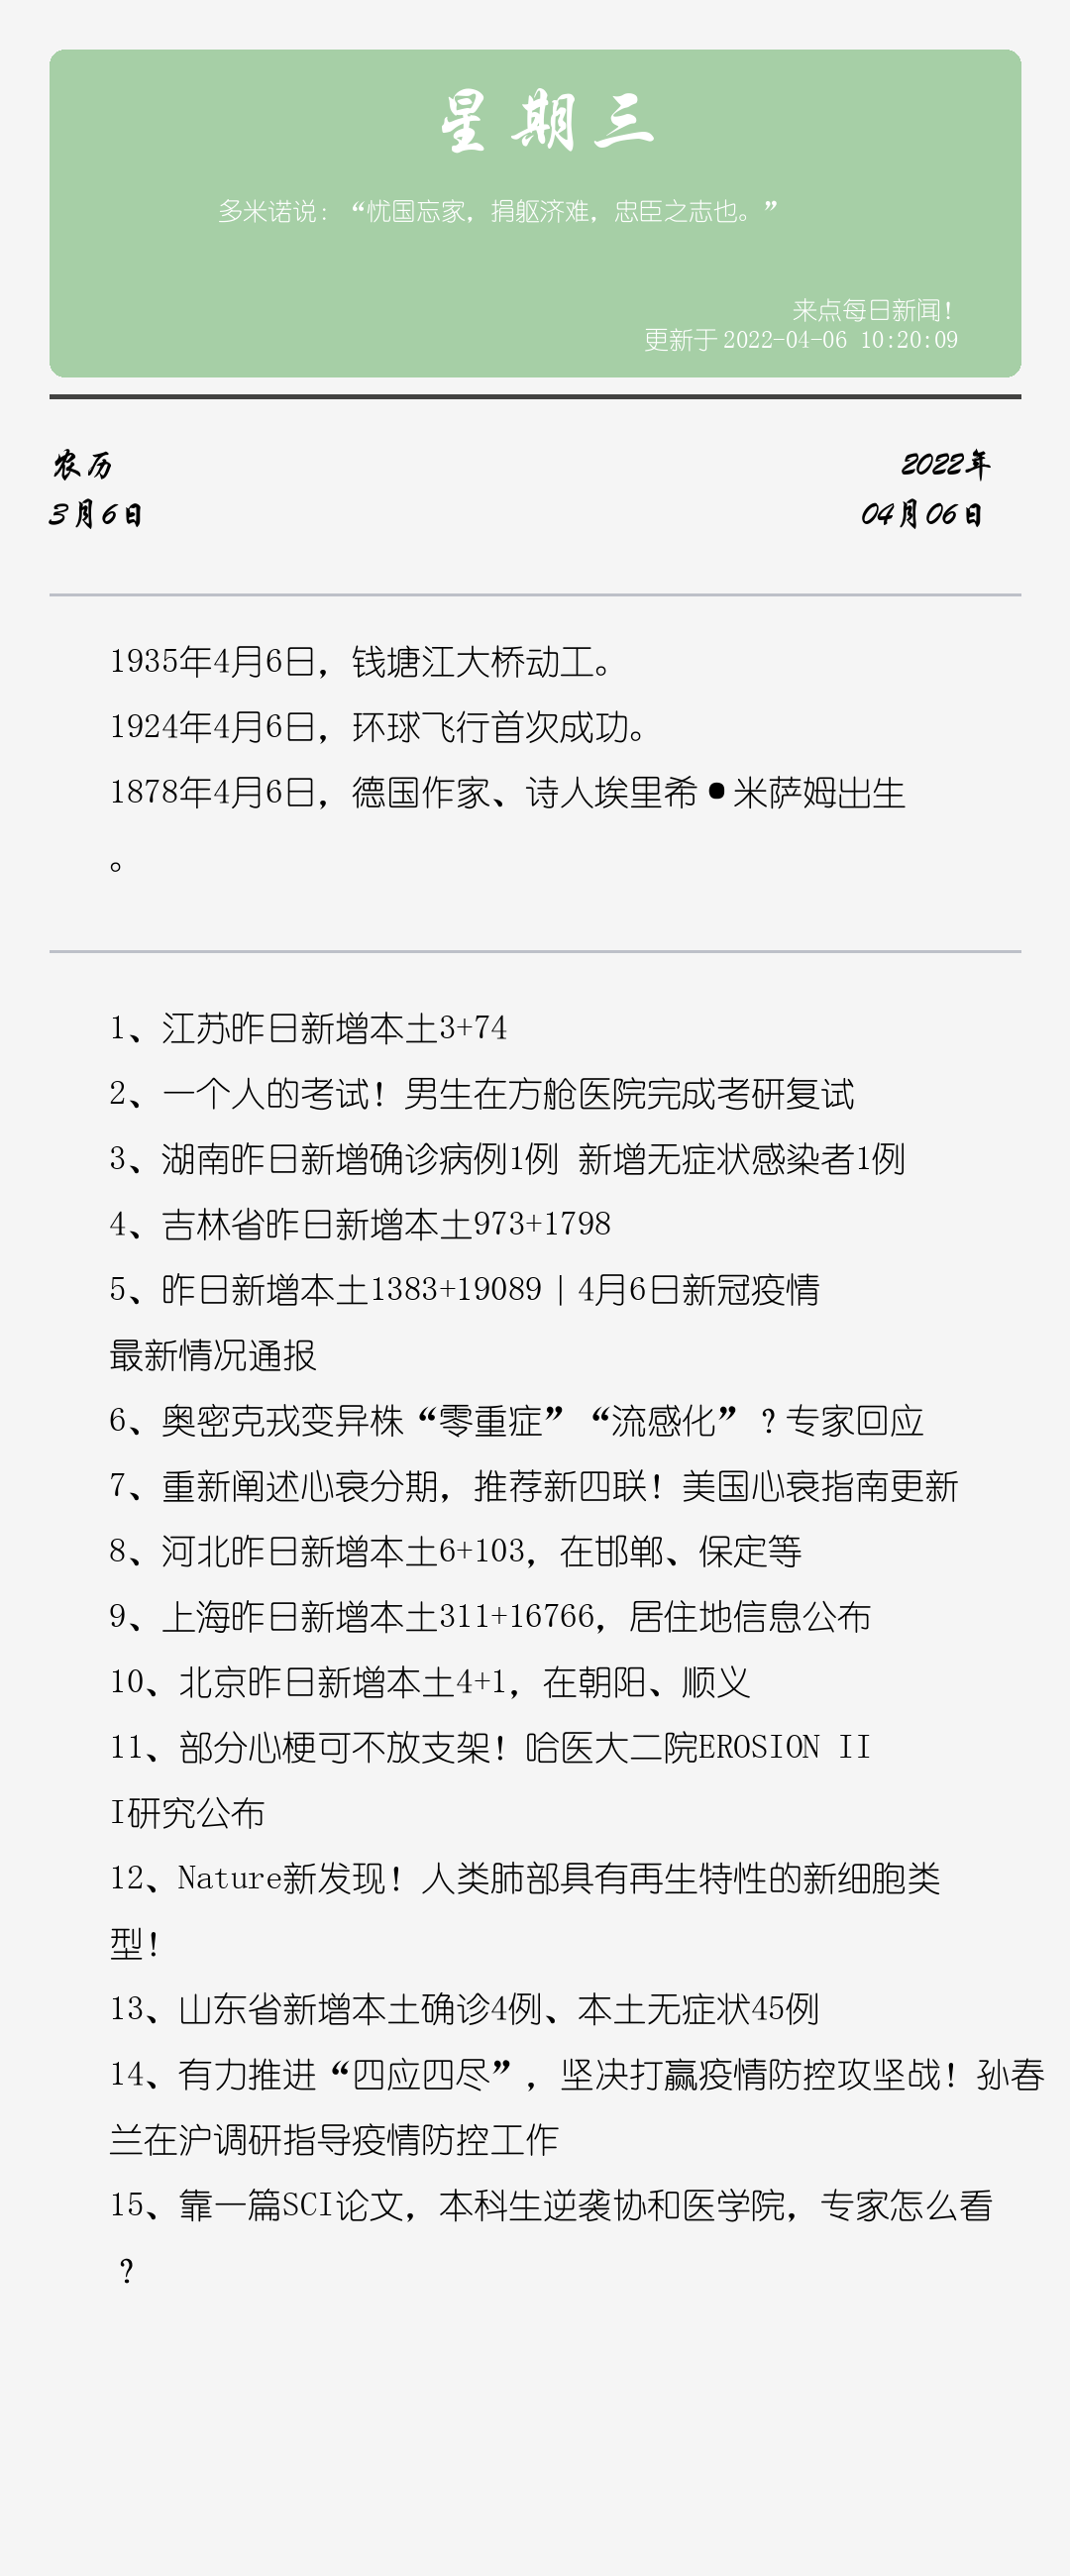 星期三
多米诺说：“忧国忘家，捐躯济难，忠臣之志也。”
来点每日新闻！
更新于2022-04-06 10:20:09
农历
2022年
3月6日
04月06日
1935年4月6日，钱塘江大桥动工。
1924年4月6日，环球飞行首次成功。
1878年4月6日，德国作家、诗人埃里希•米萨姆出生
。
1、江苏昨日新增本土3+74
2、一个人的考试！男生在方舱医院完成考研复试
3、湖南昨日新增确诊病例1例 新增无症状感染者1例
4、吉林省昨日新增本土973+1798
5、昨日新增本土1383+19089｜4月6日新冠疫情
最新情况通报
6、奥密克戎变异株“零重症”“流感化”？专家回应
7、重新阐述心衰分期，推荐新四联！美国心衰指南更新
8、河北昨日新增本土6+103，在邯郸、保定等
9、上海昨日新增本土311+16766，居住地信息公布
10、北京昨日新增本土4+1，在朝阳、顺义
11、部分心梗可不放支架！哈医大二院EROSION II
I研究公布
12、Nature新发现！人类肺部具有再生特性的新细胞类
型！
13、山东省新增本土确诊4例、本土无症状45例
14、有力推进“四应四尽”，坚决打赢疫情防控攻坚战！孙春
兰在沪调研指导疫情防控工作
15、靠一篇SCI论文，本科生逆袭协和医学院，专家怎么看
？